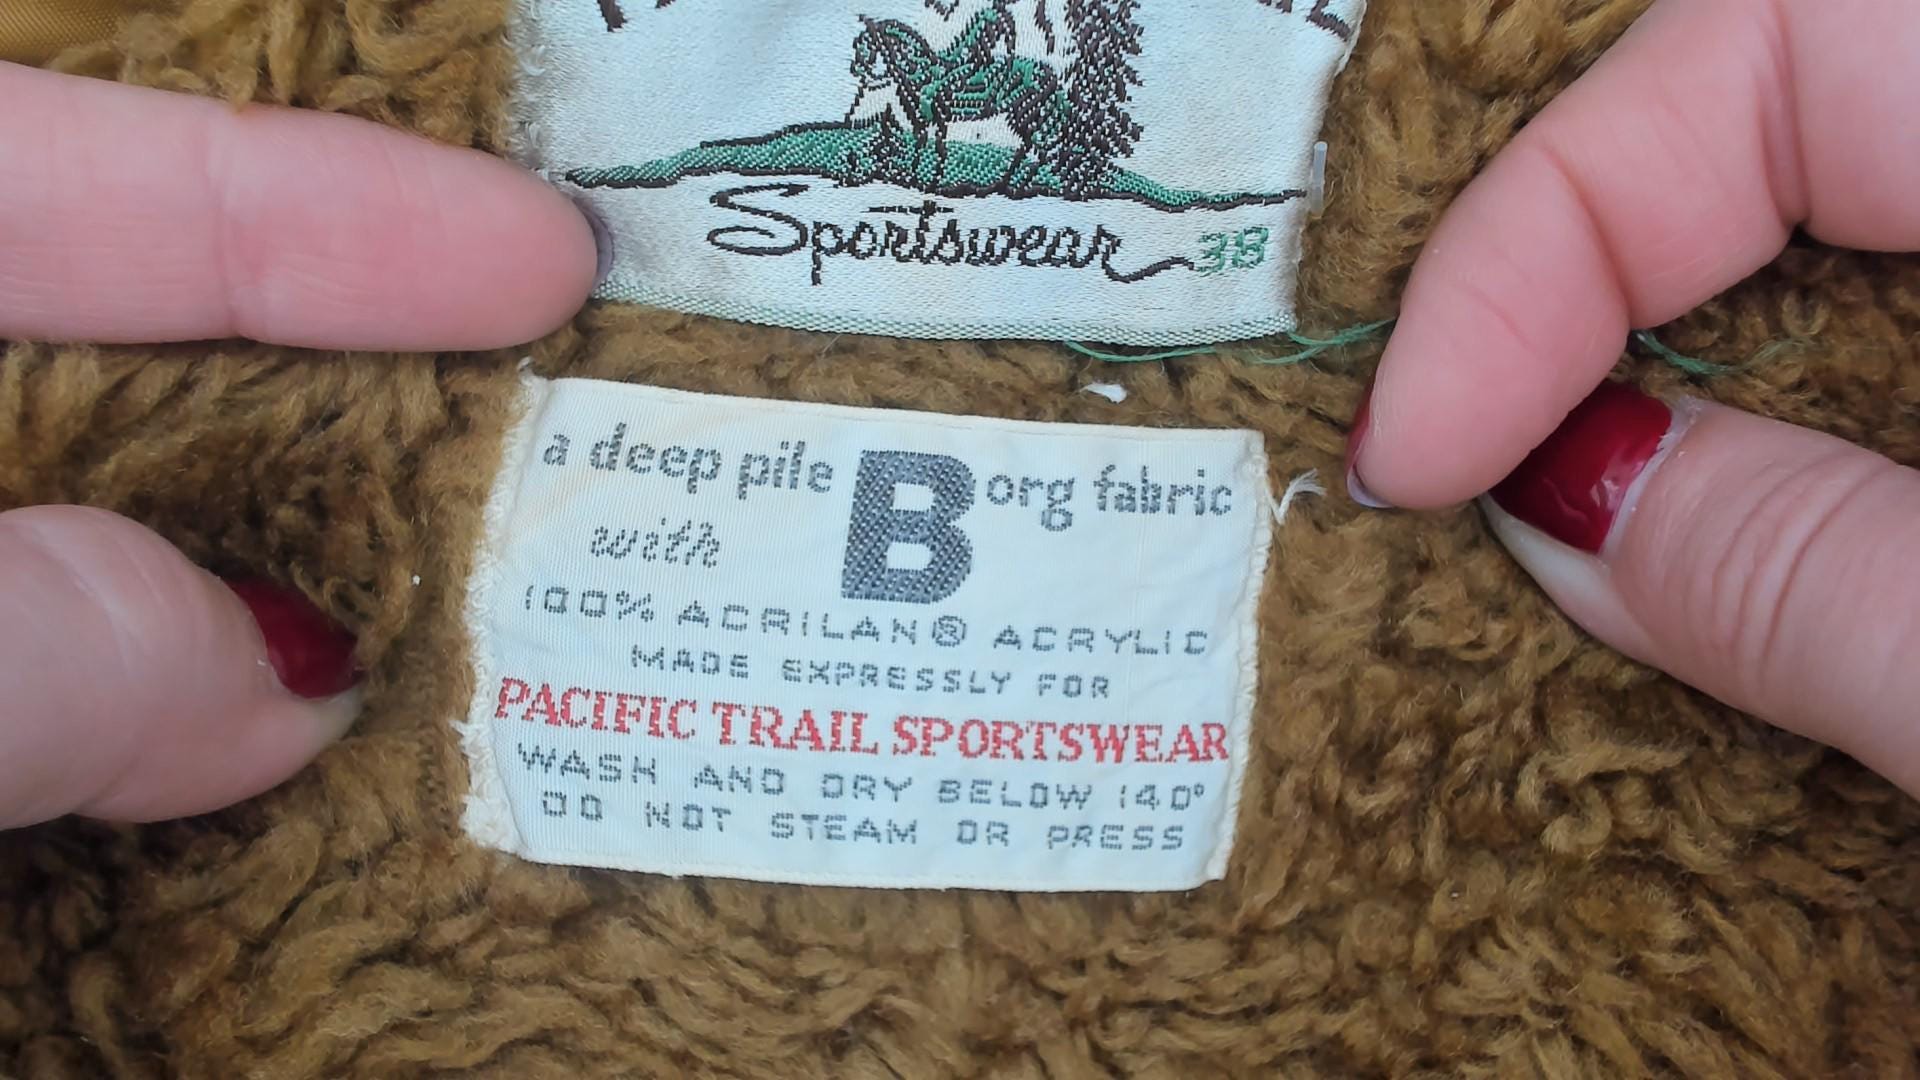 Sportswear 38
a deep pile Borg fabric
with
100% ACRILAN® ACRYLIC
MADE EXPRESSLY FOR
PACIFIC TRAIL SPORTSWEAR
WASH AND DRY BELOW 140°
DO NOT STEAM OR PRESS